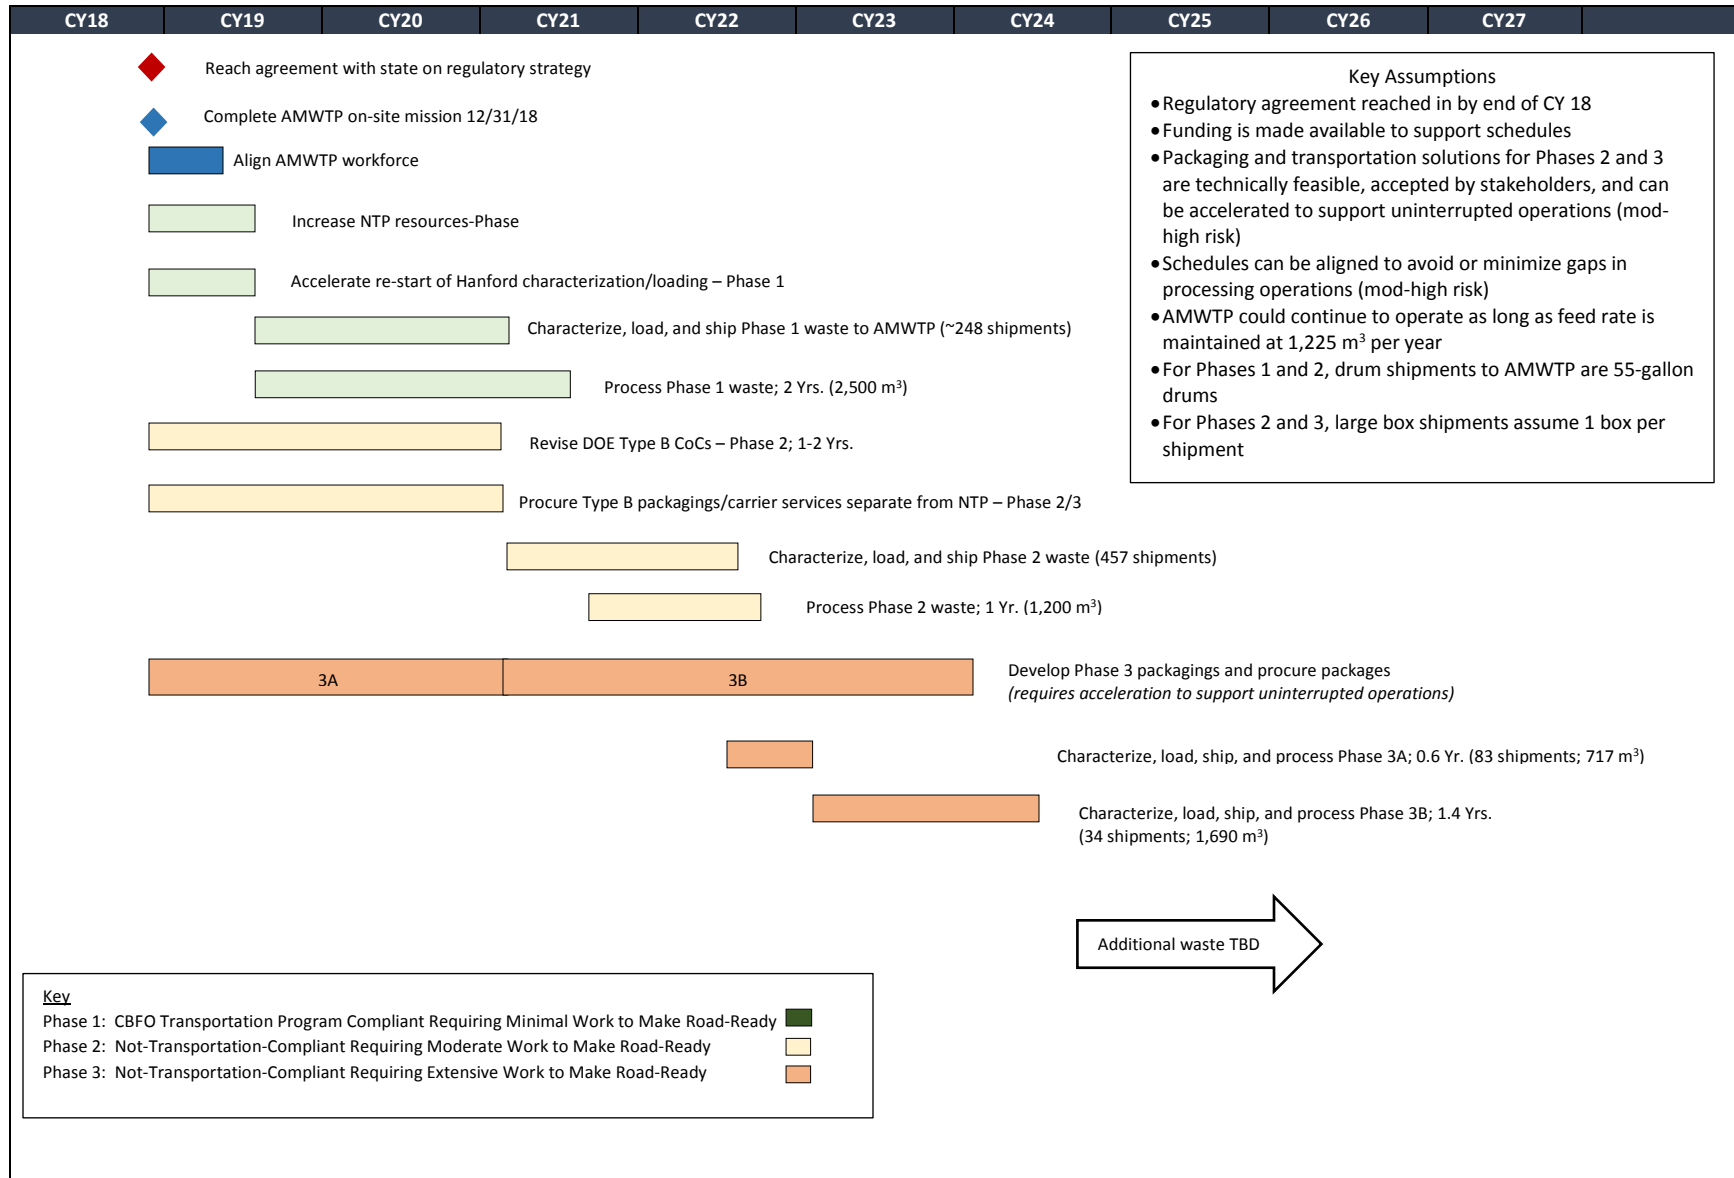 CY18 CY19 CY20 CY21 CY22 CY23 CY24 CY25 CY26 CY27
Reach agreement with state on regulatory strategy
Complete AMWTP on-site mission 12/31/18
Align AMWTP workforce
Increase NTP resources-Phase
Accelerate re-start of Hanford characterization/loading – Phase 1
Characterize, load, and ship Phase 1 waste to AMWTP (~248 shipments)
Process Phase 1 waste; 2 Yrs. (2,500 m³)
Revise DOE Type B CoCs – Phase 2; 1-2 Yrs.
Procure Type B packagings/carrier services separate from NTP – Phase 2/3
Characterize, load, and ship Phase 2 waste (457 shipments)
Process Phase 2 waste; 1 Yr. (1,200 m³)
3A
3B
Develop Phase 3 packagings and procure packages
(requires acceleration to support uninterrupted operations)
Characterize, load, ship, and process Phase 3A; 0.6 Yr. (83 shipments; 717 m³)
Characterize, load, ship, and process Phase 3B; 1.4 Yrs.
(34 shipments; 1,690 m³)
Additional waste TBD
Key Assumptions
• Regulatory agreement reached in by end of CY 18
• Funding is made available to support schedules
• Packaging and transportation solutions for Phases 2 and 3
are technically feasible, accepted by stakeholders, and can
be accelerated to support uninterrupted operations (mod-
high risk)
• Schedules can be aligned to avoid or minimize gaps in
processing operations (mod-high risk)
• AMWTP could continue to operate as long as feed rate is
maintained at 1,225 m³ per year
• For Phases 1 and 2, drum shipments to AMWTP are 55-gallon
drums
• For Phases 2 and 3, large box shipments assume 1 box per
shipment
Key
Phase 1: CBFO Transportation Program Compliant Requiring Minimal Work to Make Road-Ready
Phase 2: Not-Transportation-Compliant Requiring Moderate Work to Make Road-Ready
Phase 3: Not-Transportation-Compliant Requiring Extensive Work to Make Road-Ready